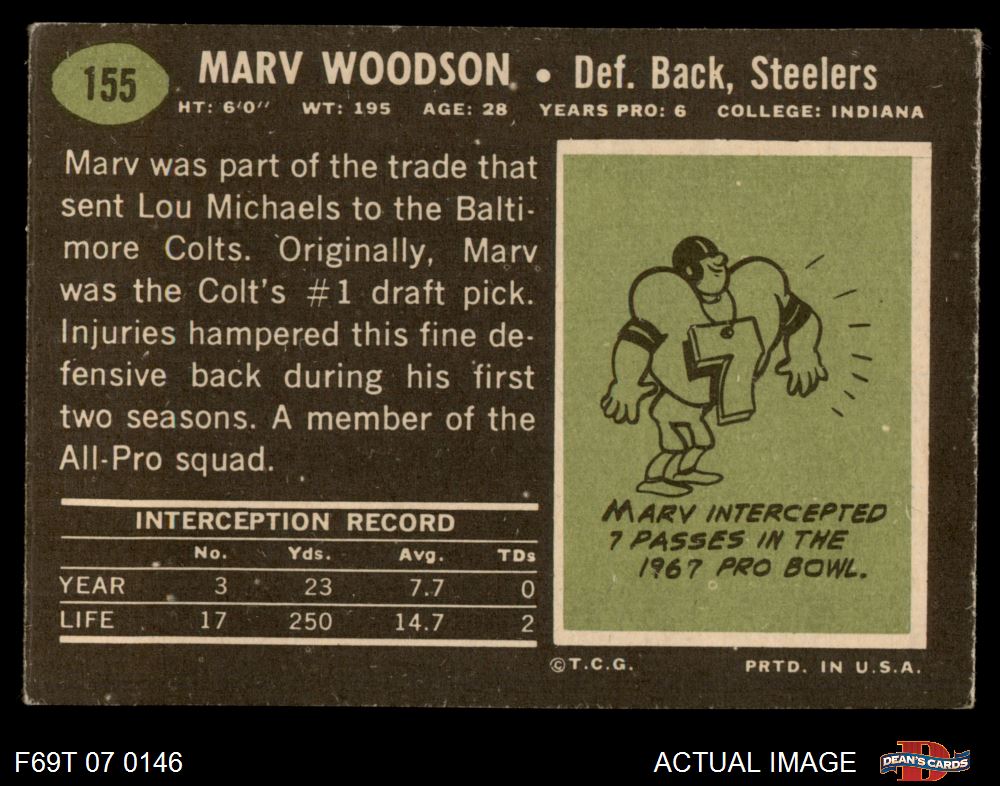 155
MARV WOODSON • Def. Back, Steelers
HT: 6'0" WT: 195 AGE: 28 YEARS PRO: 6 COLLEGE: INDIANA
Marv was part of the trade that
sent Lou Michaels to the Balti-
more Colts. Originally, Marv
was the Colt's #1 draft pick.
Injuries hampered this fine de-
fensive back during his first
two seasons. A member of the
All-Pro squad.
INTERCEPTION RECORD
No. Yds. Avg. TDs
YEAR 3 23 7.7 0
LIFE 17 250 14.7 2
7
MARV INTERCEPTED
7 PASSES IN THE
1967 PRO BOWL.
©T.C.G. PRTD. IN U.S.A.
F69T 07 0146 ACTUAL IMAGE
D
DEAN'S CARDS